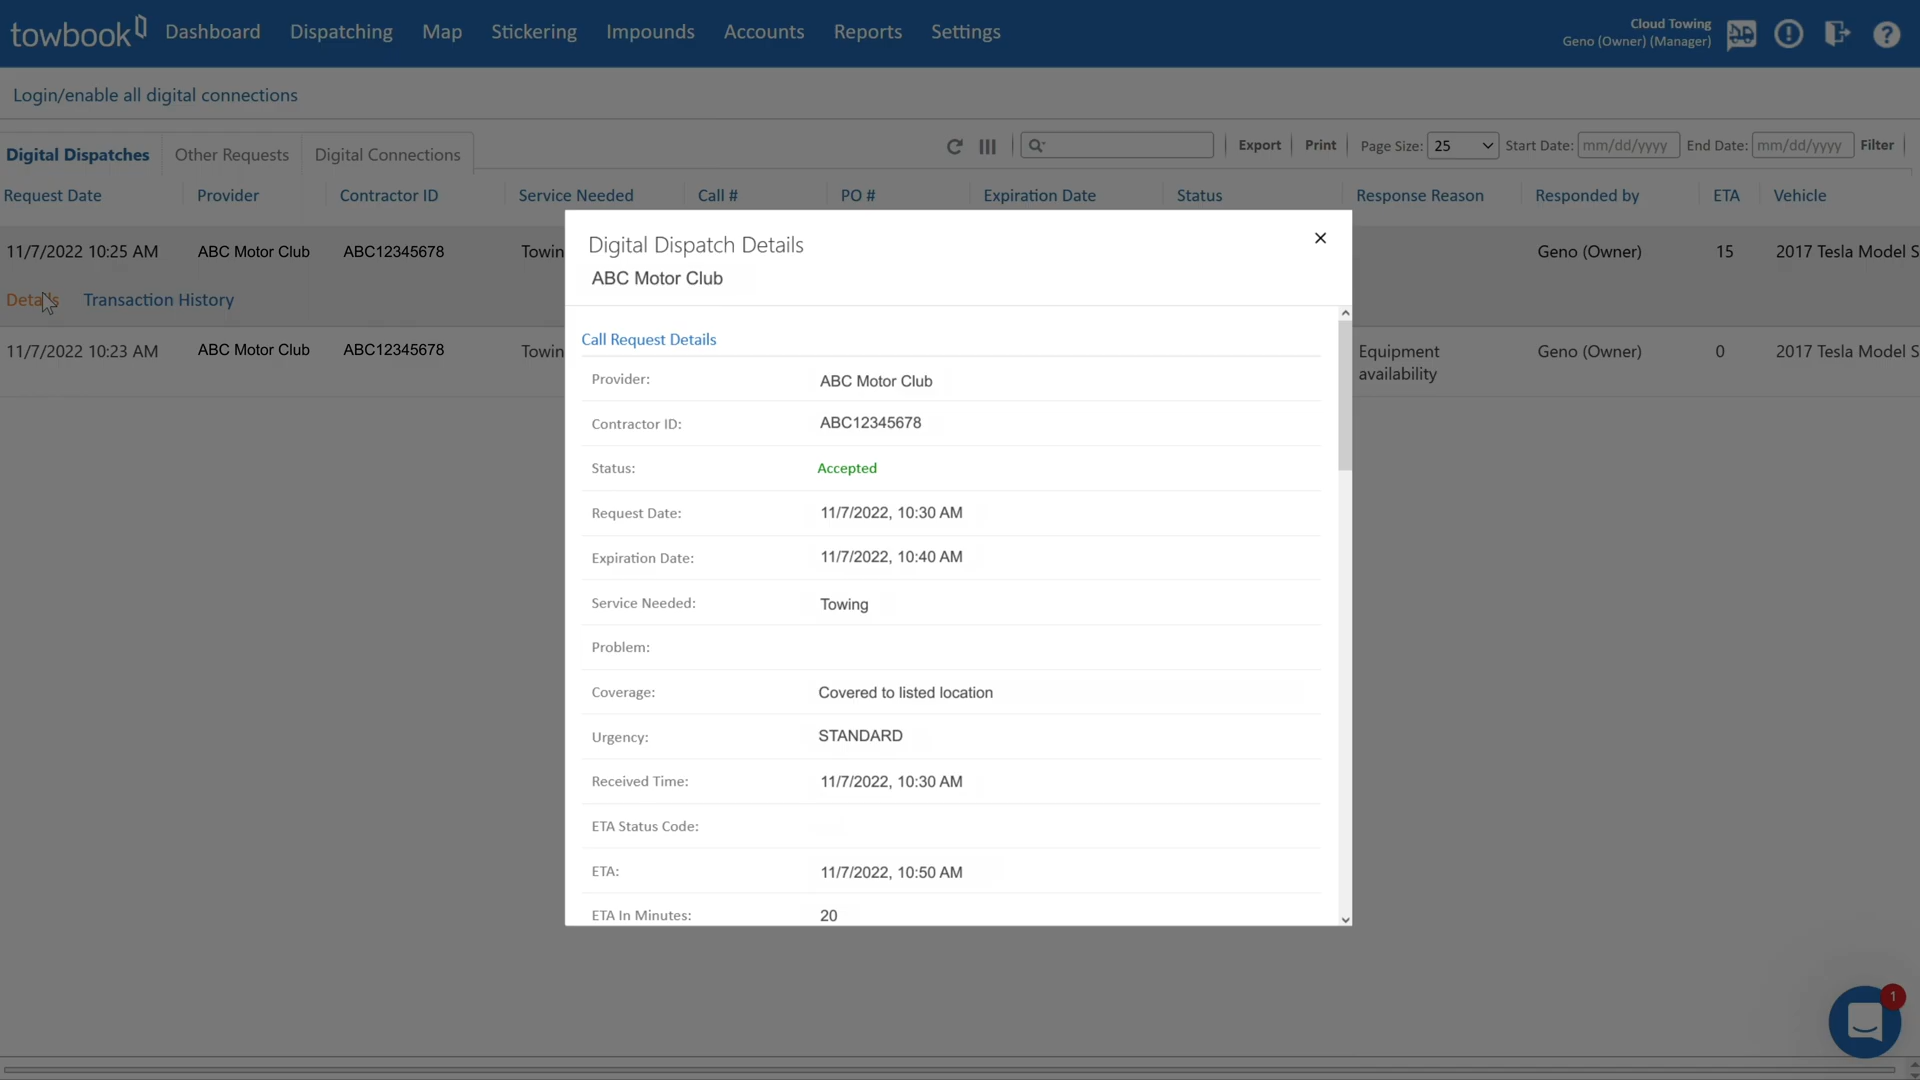 towbook Dashboard Dispatching Map Stickering Impounds Accounts Reports Settings
Cloud Towing
Geno (Owner) (Manager)
Login/enable all digital connections
Digital Dispatches Other Requests Digital Connections
Export Print Page Size: 25 Start Date: mm/dd/yyyy End Date: mm/dd/yyyy Filter
Request Date Provider Contractor ID Service Needed Call # PO # Expiration Date Status Response Reason Responded by ETA Vehicle
11/7/2022 10:25 AM ABC Motor Club ABC12345678 Towin Geno (Owner) 15 2017 Tesla Model S
Details Transaction History
11/7/2022 10:23 AM ABC Motor Club ABC12345678 Towin Equipment Geno (Owner) 0 2017 Tesla Model S
availability
Digital Dispatch Details
ABC Motor Club
Call Request Details
Provider: ABC Motor Club
Contractor ID: ABC12345678
Status: Accepted
Request Date: 11/7/2022, 10:30 AM
Expiration Date: 11/7/2022, 10:40 AM
Service Needed: Towing
Problem:
Coverage: Covered to listed location
Urgency: STANDARD
Received Time: 11/7/2022, 10:30 AM
ETA Status Code:
ETA: 11/7/2022, 10:50 AM
ETA In Minutes: 20
1